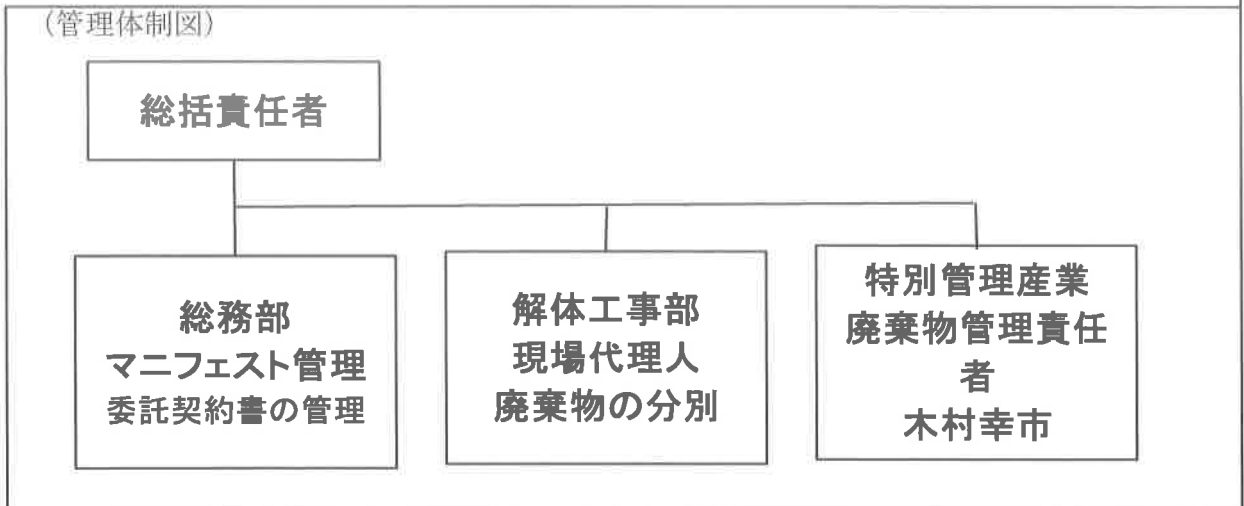 （管理体制図）
総括責任者
総務部
マニフェスト管理
委託契約書の管理
解体工事部
現場代理人
廃棄物の分別
特別管理産業
廃棄物管理責任
者
木村幸市